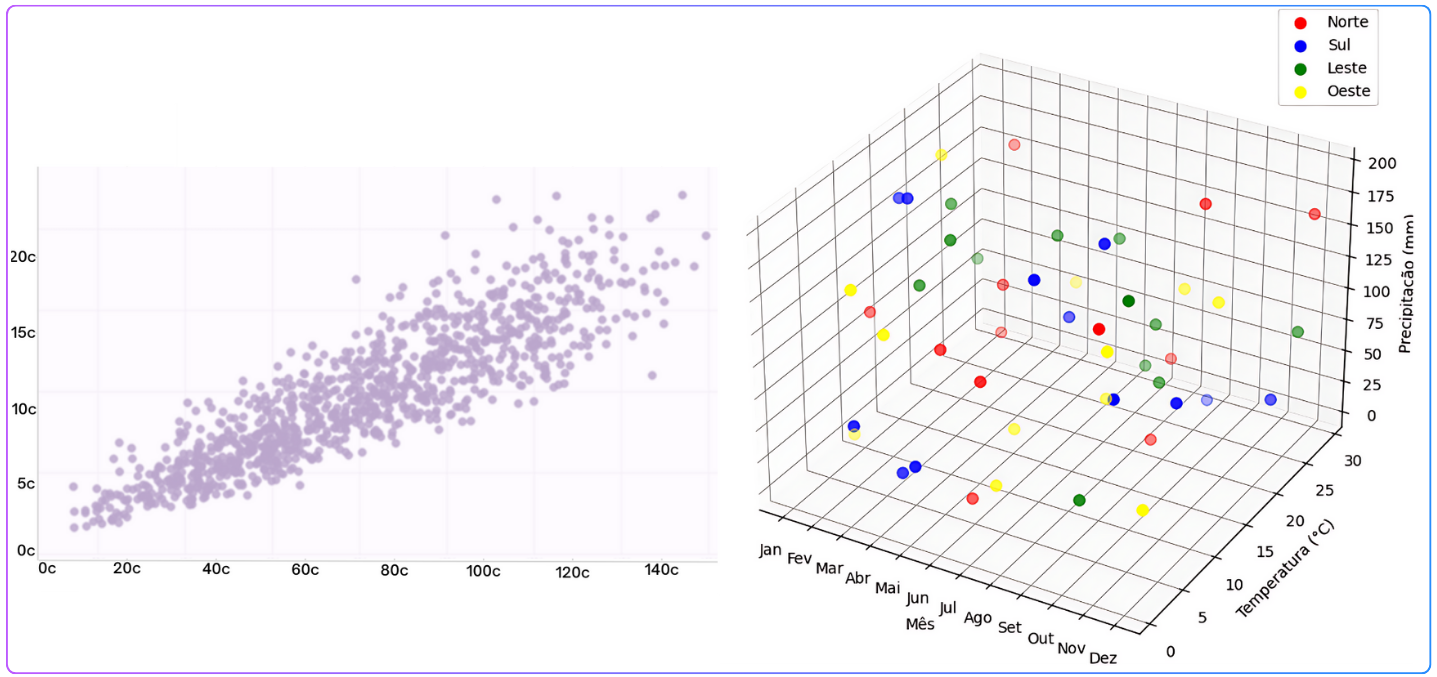 20c
15c
10c
5c
0c
0c 20c 40c 60c 80c 100c 120c 140c
Norte
Sul
Leste
Oeste
200
175
150
125
100
75
50
25
0
Precipitação (mm)
30
25
20
15
10
5
0
Temperatura (°C)
Jan Fev Mar Abr Mai Jun Jul Ago Set Out Nov Dez
Mês